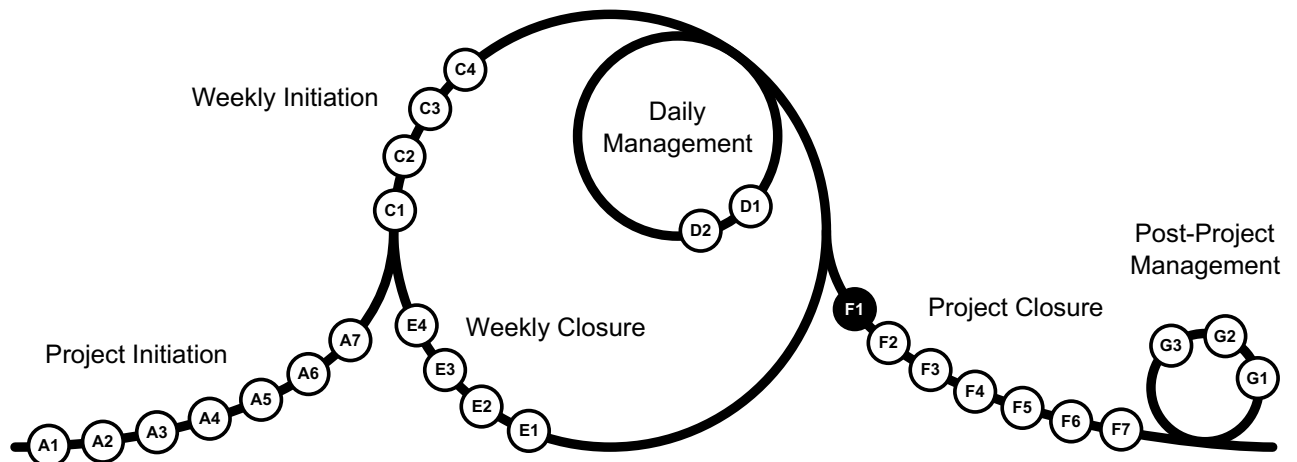 C4
Weekly Initiation
C3
C2
C1
Daily
Management
D1
D2
Post-Project
Management
Project Initiation
A1
A2
A3
A4
A5
A6
A7
E4
Weekly Closure
E3
E2
E1
F1
Project Closure
F2
F3
F4
F5
F6
F7
G3
G2
G1